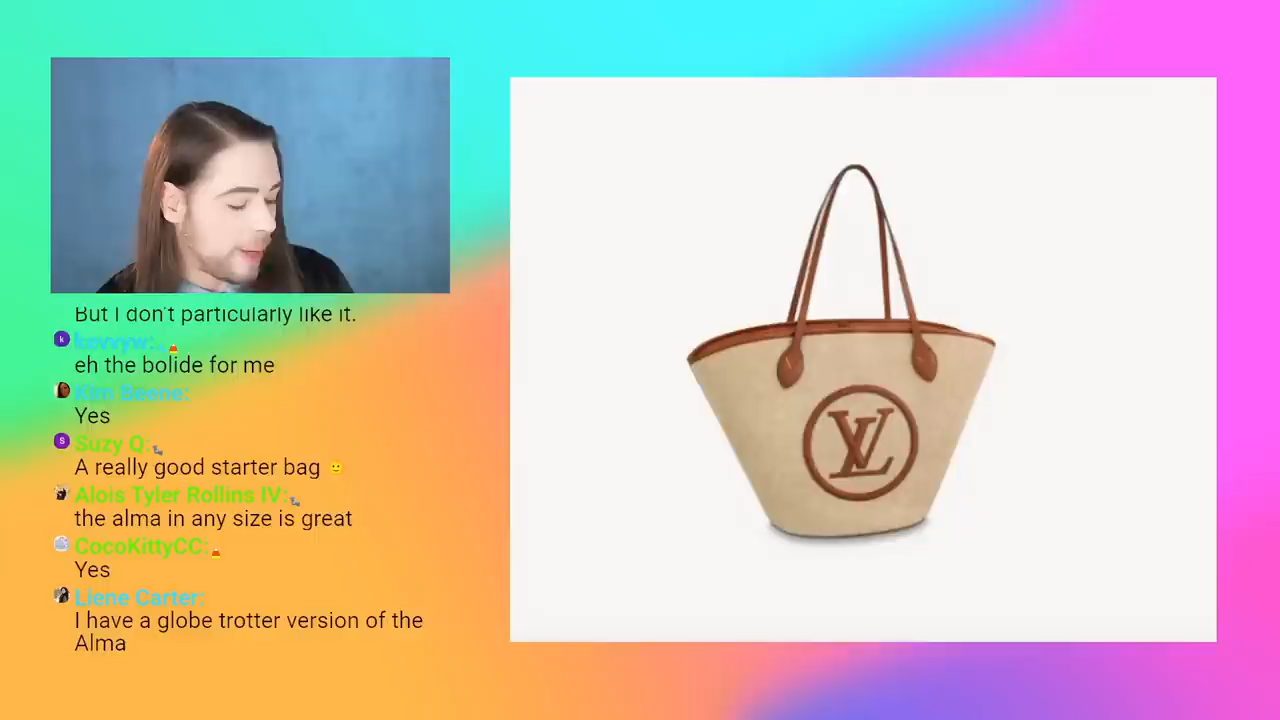 But I don't particularly like it.
eh the bolide for me
Kim Beene:
Yes
Suzy Q:
A really good starter bag
Alois Tyler Rollins IV:
the alma in any size is great
CocoKittyCC:
Yes
Liene Carter:
I have a globe trotter version of the
Alma
LV